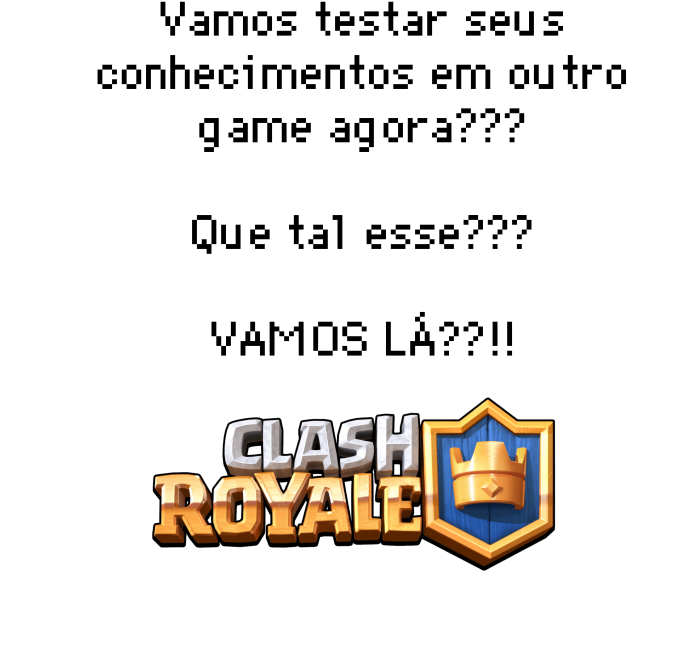 Vamos testar seus
conhecimentos em outro
game agora???
Que tal esse???
VAMOS LÁ??!!
CLASH
ROYALE